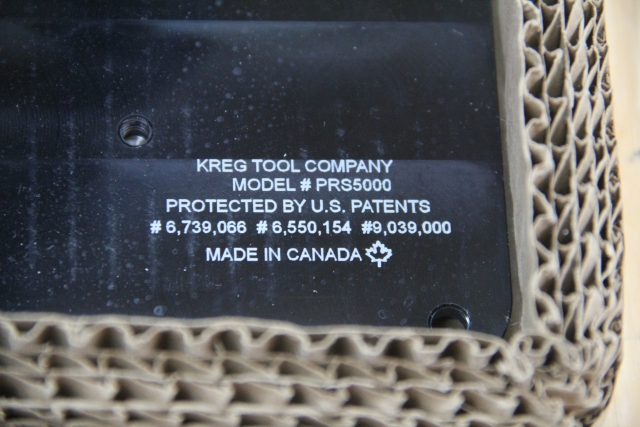 KREG TOOL COMPANY
MODEL # PRS5000
PROTECTED BY U.S. PATENTS
# 6,739,066 # 6,550,154 #9,039,000
MADE IN CANADA